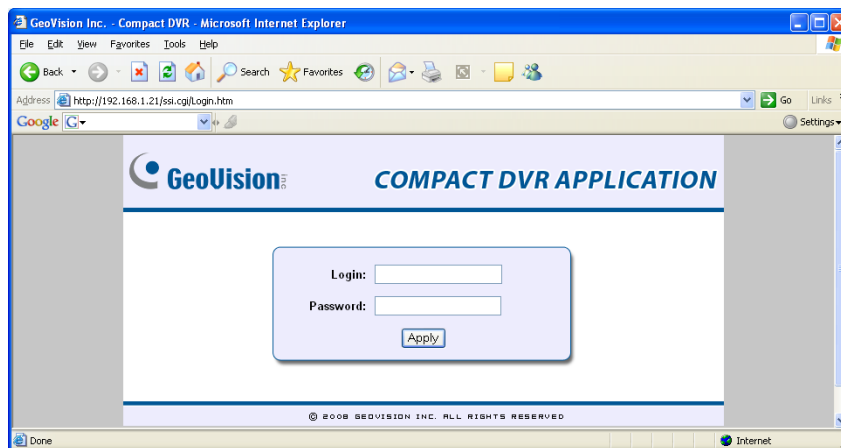 GeoVision Inc. - Compact DVR - Microsoft Internet Explorer
File Edit View Favorites Tools Help
Back Search Favorites
Address http://192.168.1.21/ssi.cgi/Login.htm Go Links
Google G Settings
GeoVision inc COMPACT DVR APPLICATION
Login:
Password:
Apply
© 2008 GEOVISION INC. ALL RIGHTS RESERVED
Done Internet